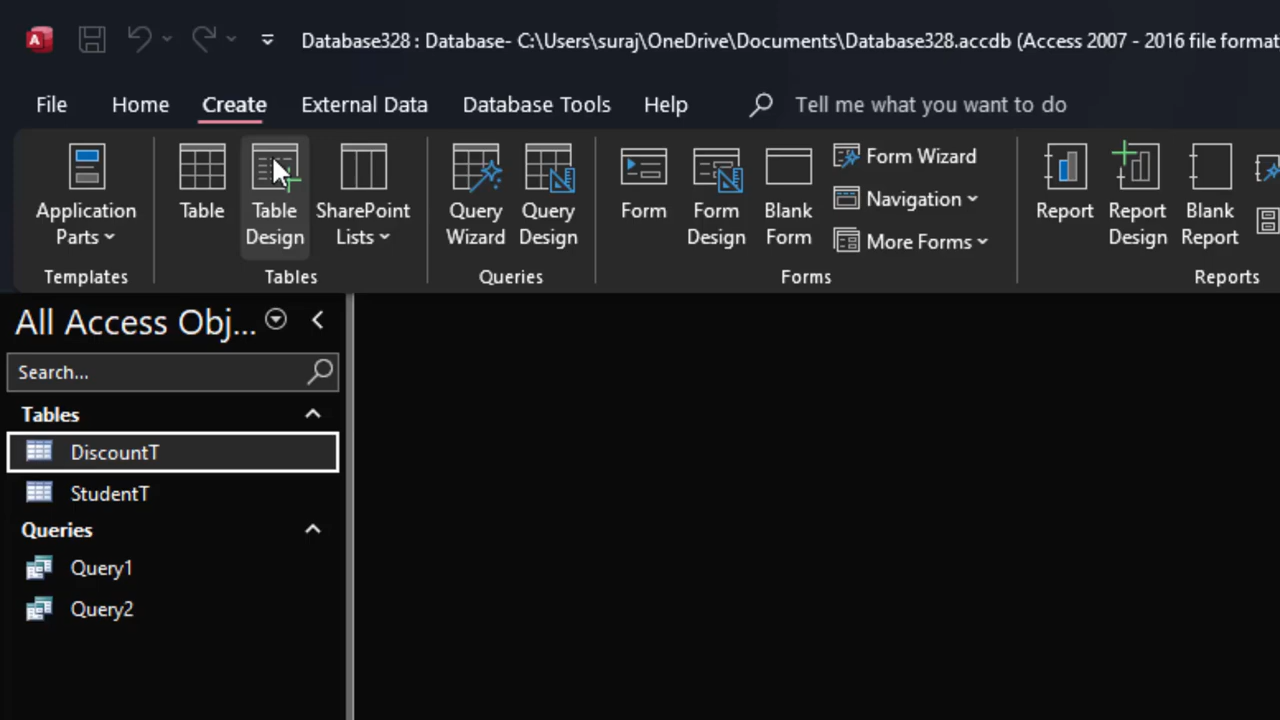 A
Database328 : Database- C:\Users\suraj\OneDrive\Documents\Database328.accdb (Access 2007 - 2016 file format
File Home Create External Data Database Tools Help Tell me what you want to do
Application Parts
Table
Table Design
SharePoint Lists
Query Wizard
Query Design
Form
Form Design
Blank Form
Form Wizard
Navigation
More Forms
Report
Report Design
Blank Report
Templates Tables Queries Forms Reports
All Access Obj...
Search...
Tables
DiscountT
StudentT
Queries
Query1
Query2